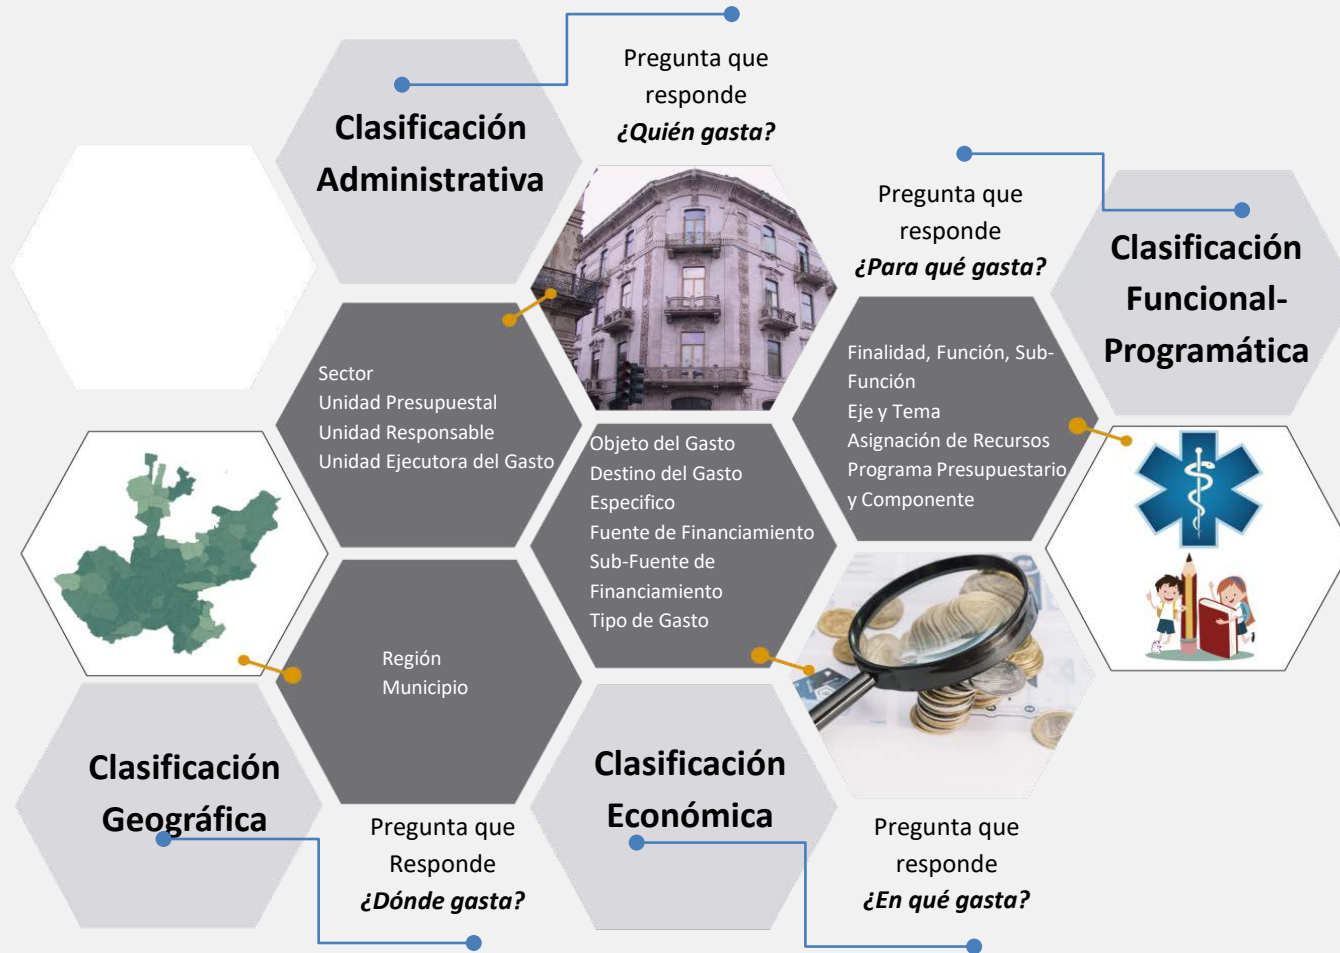 Clasificación
Administrativa
Pregunta que
responde
¿Quién gasta?
Sector
Unidad Presupuestal
Unidad Responsable
Unidad Ejecutora del Gasto
Pregunta que
responde
¿Para qué gasta?
Clasificación
Funcional-
Programática
Finalidad, Función, Sub-
Función
Eje y Tema
Asignación de Recursos
Programa Presupuestario
y Componente
Objeto del Gasto
Destino del Gasto
Especifico
Fuente de Financiamiento
Sub-Fuente de
Financiamiento
Tipo de Gasto
Región
Municipio
Clasificación
Geográfica
Pregunta que
Responde
¿Dónde gasta?
Clasificación
Económica
Pregunta que
responde
¿En qué gasta?